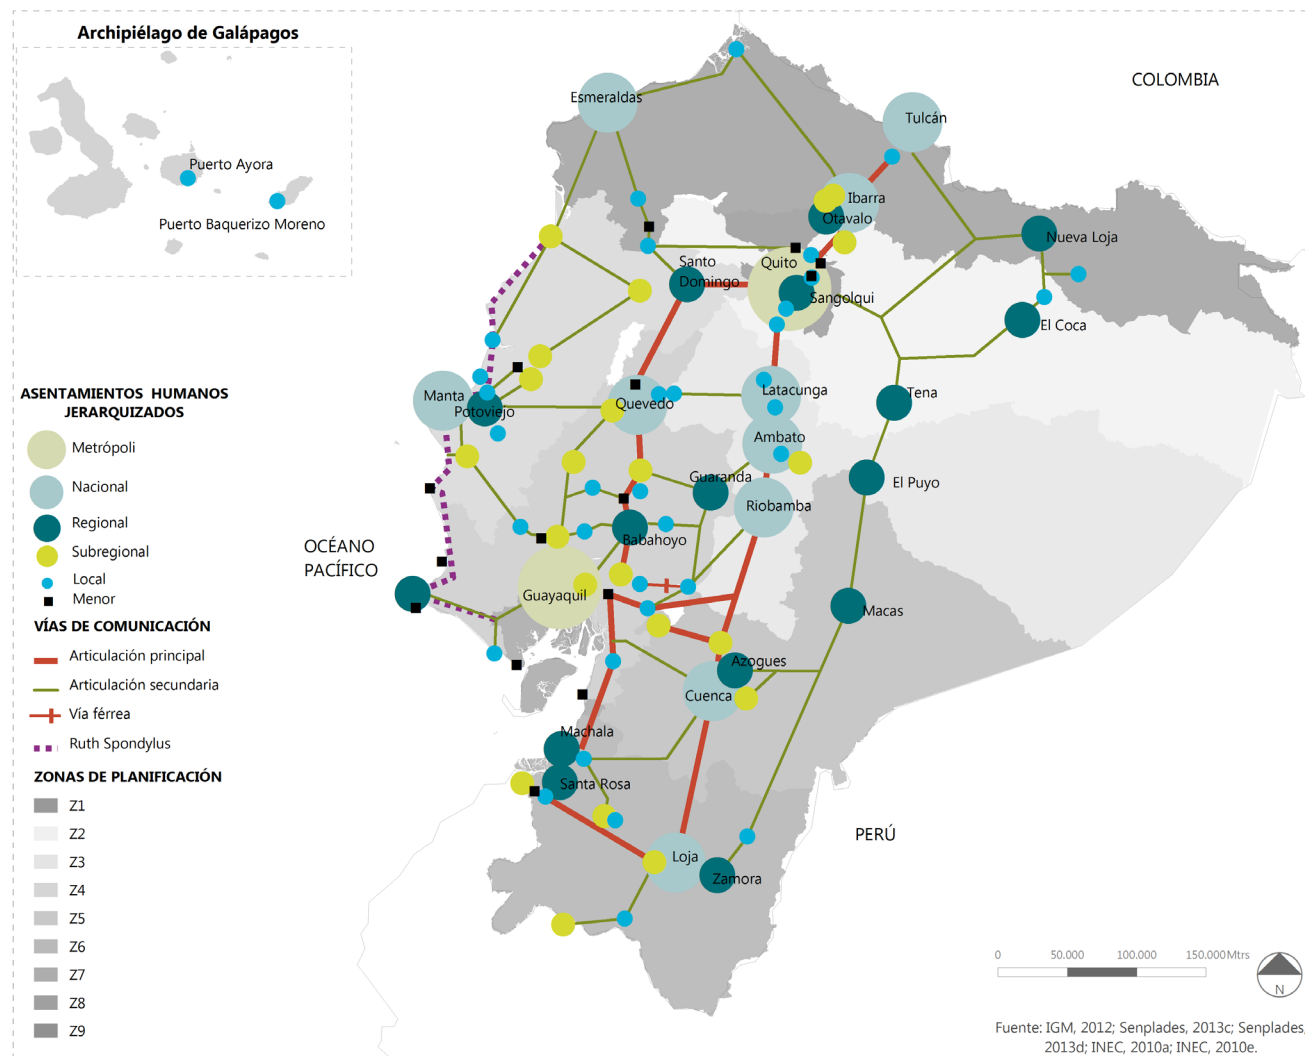 Archipiélago de Galápagos
Puerto Ayora
Puerto Baquerizo Moreno
COLOMBIA
Esmeraldas
Tulcán
Ibarra
Otavalo
Nueva Loja
Santo
Domingo
Quito
Sangolqui
El Coca
Manta
Potoviejo
Quevedo
Latacunga
Tena
Ambato
Guaranda
El Puyo
Riobamba
Babahoyo
OCÉANO
PACÍFICO
Guayaquil
Macas
Azogues
Cuenca
Machala
Santa Rosa
Loja
Zamora
PERÚ
ASENTAMIENTOS HUMANOS
JERARQUIZADOS
Metrópoli
Nacional
Regional
Subregional
Local
Menor
VÍAS DE COMUNICACIÓN
Articulación principal
Articulación secundaria
Vía férrea
Ruth Spondylus
ZONAS DE PLANIFICACIÓN
Z1
Z2
Z3
Z4
Z5
Z6
Z7
Z8
Z9
0 50.000 100.000 150.000Mtrs
N
Fuente: IGM, 2012; Senplades, 2013c; Senplades,
2013d; INEC, 2010a; INEC, 2010e.